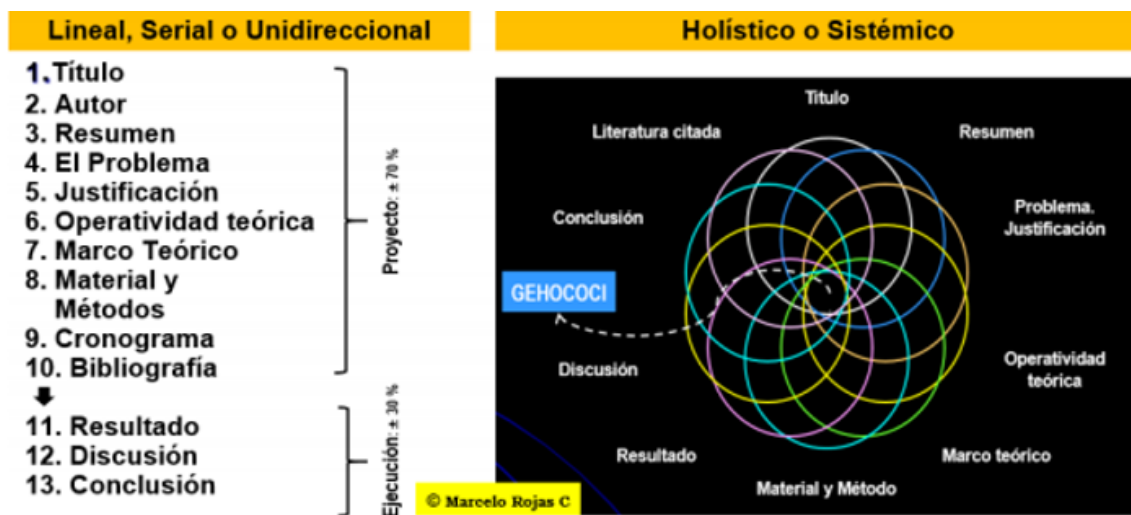 Lineal, Serial o Unidireccional
1. Título
2. Autor
3. Resumen
4. El Problema
5. Justificación
6. Operatividad teórica
7. Marco Teórico
8. Material y
Métodos
9. Cronograma
10. Bibliografía
Proyecto: ± 70 %
11. Resultado
12. Discusión
13. Conclusión
Ejecución: ± 30 %
Holístico o Sistémico
Titulo
Literatura citada
Resumen
Conclusión
Problema.
Justificación
GEHOCOCI
Discusión
Operatividad
teórica
Resultado
Marco teórico
Material y Método
© Marcelo Rojas C